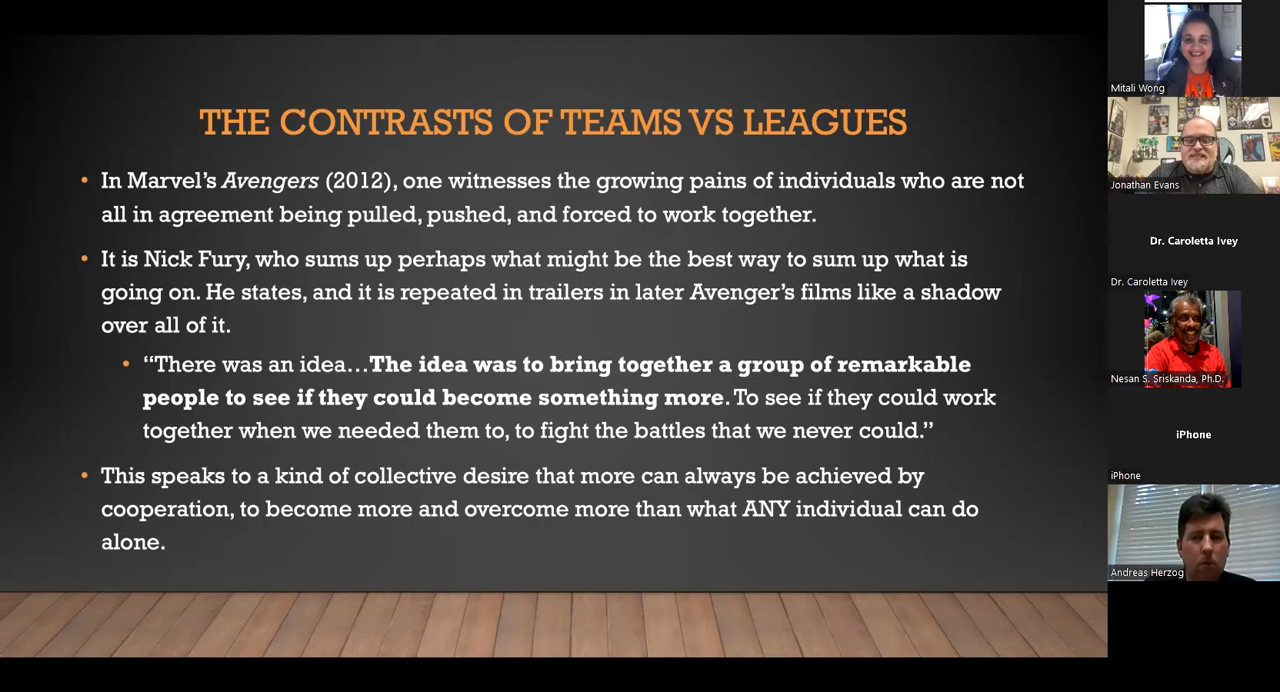 THE CONTRASTS OF TEAMS VS LEAGUES
• In Marvel's Avengers (2012), one witnesses the growing pains of individuals who are not
all in agreement being pulled, pushed, and forced to work together.
• It is Nick Fury, who sums up perhaps what might be the best way to sum up what is
going on. He states, and it is repeated in trailers in later Avenger's films like a shadow
over all of it.
• “There was an idea…The idea was to bring together a group of remarkable
people to see if they could become something more. To see if they could work
together when we needed them to, to fight the battles that we never could.”
• This speaks to a kind of collective desire that more can always be achieved by
cooperation, to become more and overcome more than what ANY individual can do
alone.
Mitali Wong
Jonathan Evans
Dr. Caroletta Ivey
Dr. Caroletta Ivey
Nesan S. Sriskanda, Ph.D.
iPhone
iPhone
Andreas Herzog